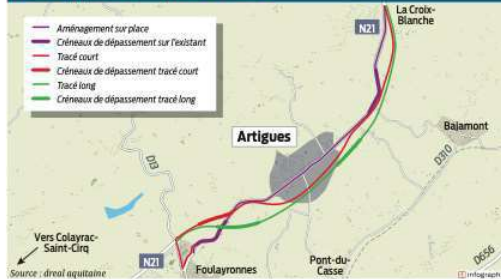 Aménagement sur place
Créneaux de dépassement sur l'existant
Tracé court
Créneaux de dépassement tracé court
Tracé long
Créneaux de dépassement tracé long
La Croix-
Blanche
N21
Artigues
Bajamont
D13
D310
Vers Colayrac-
Saint-Cirq
N21
Foulayronnes
Pont-du-
Casse
D656
Source : dreal aquitaine
infograph